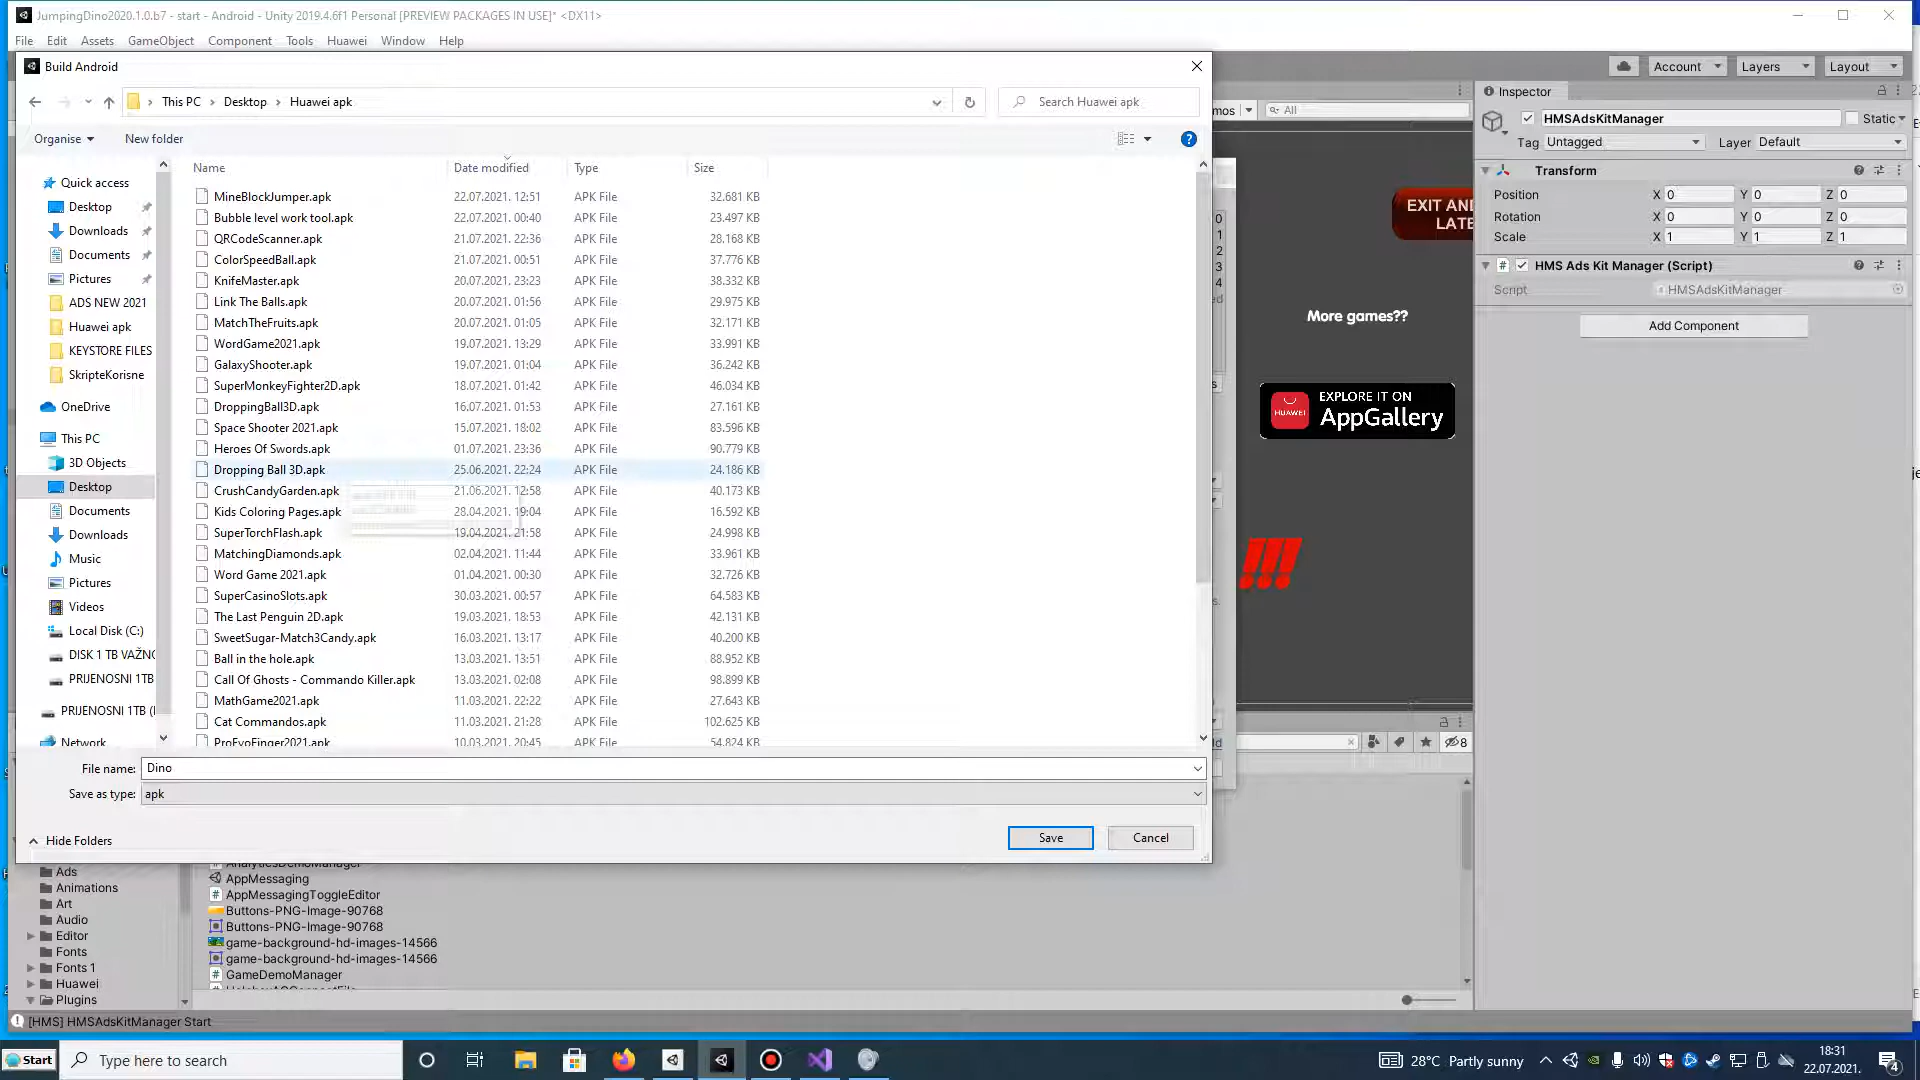 JumpingDino2020.1.0.b7 - start - Android - Unity 2019.4.6f1 Personal [PREVIEW PACKAGES IN USE]* <DX11>
File Edit Assets GameObject Component Tools Huawei Window Help
Account Layers Layout
Build Android
This PC > Desktop > Huawei apk
Search Huawei apk
Organise New folder
Name Date modified Type Size
MineBlockJumper.apk 22.07.2021. 12:51 APK File 32.681 KB
Bubble level work tool.apk 22.07.2021. 00:40 APK File 23.497 KB
QRCodeScanner.apk 21.07.2021. 22:36 APK File 28.168 KB
ColorSpeedBall.apk 21.07.2021. 00:51 APK File 37.776 KB
KnifeMaster.apk 20.07.2021. 23:23 APK File 38.332 KB
Link The Balls.apk 20.07.2021. 01:56 APK File 29.975 KB
MatchTheFruits.apk 20.07.2021. 01:05 APK File 32.171 KB
WordGame2021.apk 19.07.2021. 13:29 APK File 33.991 KB
GalaxyShooter.apk 19.07.2021. 01:04 APK File 36.242 KB
SuperMonkeyFighter2D.apk 18.07.2021. 01:42 APK File 46.034 KB
DroppingBall3D.apk 16.07.2021. 01:53 APK File 27.161 KB
Space Shooter 2021.apk 15.07.2021. 18:02 APK File 83.596 KB
Heroes Of Swords.apk 01.07.2021. 23:36 APK File 90.779 KB
Dropping Ball 3D.apk 25.06.2021. 22:24 APK File 24.186 KB
CrushCandyGarden.apk 21.06.2021. 12:58 APK File 40.173 KB
Kids Coloring Pages.apk 28.04.2021. 19:04 APK File 16.592 KB
SuperTorchFlash.apk 19.04.2021. 21:58 APK File 24.998 KB
MatchingDiamonds.apk 02.04.2021. 11:44 APK File 33.961 KB
Word Game 2021.apk 01.04.2021. 00:30 APK File 32.726 KB
SuperCasinoSlots.apk 30.03.2021. 00:57 APK File 64.583 KB
The Last Penguin 2D.apk 19.03.2021. 18:53 APK File 42.131 KB
SweetSugar-Match3Candy.apk 16.03.2021. 13:17 APK File 40.200 KB
Ball in the hole.apk 13.03.2021. 13:51 APK File 88.952 KB
Call Of Ghosts - Commando Killer.apk 13.03.2021. 02:08 APK File 98.899 KB
MathGame2021.apk 11.03.2021. 22:22 APK File 27.643 KB
Cat Commandos.apk 11.03.2021. 21:28 APK File 102.625 KB
ProEvoFinger2021.apk 10.03.2021. 20:45 APK File 54.824 KB
Quick access
Desktop
Downloads
Documents
Pictures
ADS NEW 2021
Huawei apk
KEYSTORE FILES
SkripteKorisne
OneDrive
This PC
3D Objects
Desktop
Documents
Downloads
Music
Pictures
Videos
Local Disk (C:)
DISK 1 TB VAŽNO
PRIJENOSNI 1TB
PRIJENOSNI 1TB (
Network
File name: Dino
Save as type: apk
Hide Folders
Save Cancel
mos All
0
1
2
3
4
EXIT AND
LATE
More games??
HUAWEI
EXPLORE IT ON
AppGallery
!!!
8
Inspector
HMSAdsKitManager Static
Tag Untagged Layer Default
Transform
Position X 0 Y 0 Z 0
Rotation X 0 Y 0 Z 0
Scale X 1 Y 1 Z 1
HMS Ads Kit Manager (Script)
Script HMSAdsKitManager
Add Component
Ads
Animations
Art
Audio
Editor
Fonts
Fonts 1
Huawei
Plugins
AnalyticsDemoManager
AppMessaging
AppMessagingToggleEditor
Buttons-PNG-Image-90768
Buttons-PNG-Image-90768
game-background-hd-images-14566
game-background-hd-images-14566
GameDemoManager
[HMS] HMSAdsKitManager Start
Start Type here to search
28°C Partly sunny
18:31
22.07.2021.
4